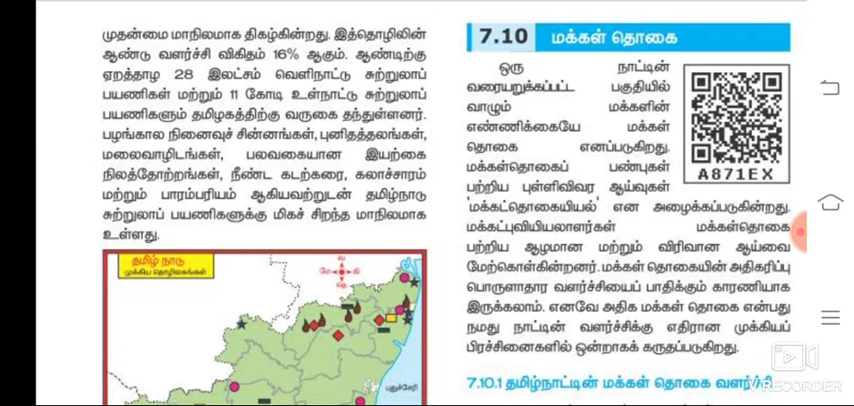 முதன்மை மாநிலமாக திகழ்கின்றது. இத்தொழிலின்
ஆண்டு வளர்ச்சி விகிதம் 16% ஆகும். ஆண்டிற்கு
ஏறத்தாழ 28 இலட்சம் வெளிநாட்டு சுற்றுலாப்
பயணிகள் மற்றும் 11 கோடி உள்நாட்டு சுற்றுலாப்
பயணிகளும் தமிழகத்திற்கு வருகை தந்துள்ளனர்.
பழங்கால நினைவுச் சின்னங்கள், புனிதத்தலங்கள்,
மலைவாழிடங்கள், பலவகையான இயற்கை
நிலத்தோற்றங்கள், நீண்ட கடற்கரை, கலாச்சாரம்
மற்றும் பாரம்பரியம் ஆகியவற்றுடன் தமிழ்நாடு
சுற்றுலாப் பயணிகளுக்கு மிகச் சிறந்த மாநிலமாக
உள்ளது.
தமிழ் நாடு
முக்கிய தொழிலகங்கள்
வ
மே கி
தெ
புதுச்சேரி
7.10 மக்கள் தொகை
ஒரு நாட்டின்
வரையறுக்கப்பட்ட பகுதியில்
வாழும் மக்களின்
எண்ணிக்கையே மக்கள்
தொகை எனப்படுகிறது.
மக்கள்தொகைப் பண்புகள்
பற்றிய புள்ளிவிவர ஆய்வுகள்
A871EX
'மக்கட்தொகையியல்' என அழைக்கப்படுகின்றது.
மக்கட்புவியியலாளர்கள் மக்கள்தொகை
பற்றிய ஆழமான மற்றும் விரிவான ஆய்வை
மேற்கொள்கின்றனர். மக்கள் தொகையின் அதிகரிப்பு
பொருளாதார வளர்ச்சியைப் பாதிக்கும் காரணியாக
இருக்கலாம். எனவே அதிக மக்கள் தொகை என்பது
நமது நாட்டின் வளர்ச்சிக்கு எதிரான முக்கியப்
பிரச்சினைகளில் ஒன்றாகக் கருதப்படுகிறது.
7.10.1 தமிழ்நாட்டின் மக்கள் தொகை வளர்ச்சி
RECORDER